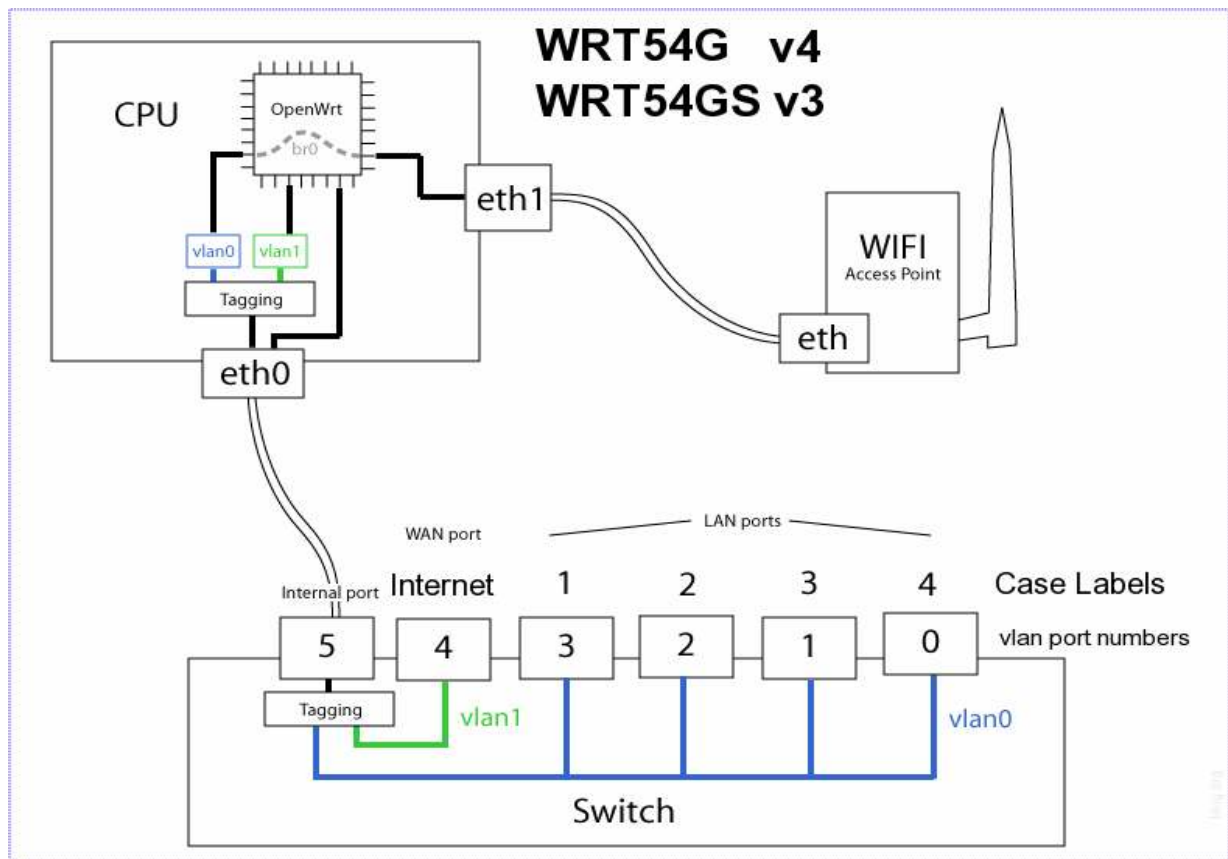 WRT54G v4
WRT54GS v3
CPU
OpenWrt
br0
vlan0
vlan1
Tagging
eth0
eth1
WIFI
Access Point
eth
WAN port
LAN ports
Internal port
Internet
1
2
3
4
Case Labels
5
4
3
2
1
0
vlan port numbers
Tagging
vlan1
vlan0
Switch